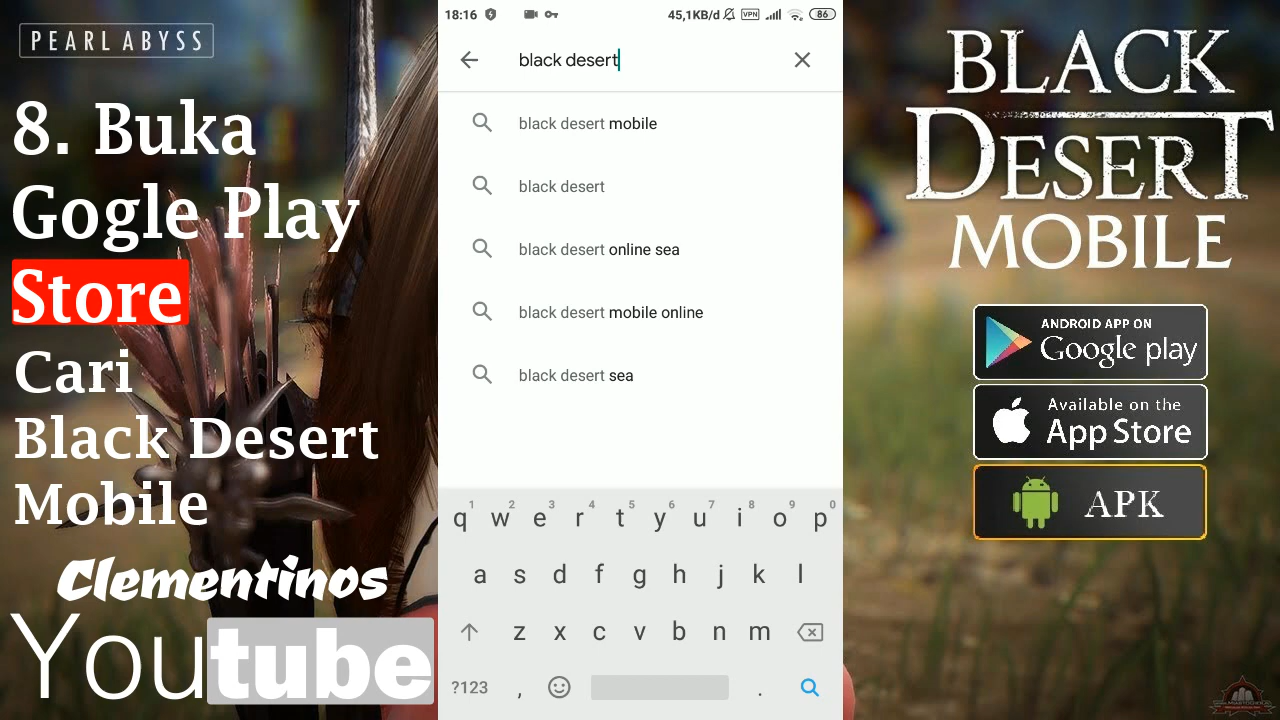 PEARL ABYSS
8. Buka
Gogle Play
Store
Cari
Black Desert
Mobile
Clementinos
Youtube
18:16
45,1KB/d
VPN
86
black desert
black desert mobile
black desert
black desert online sea
black desert mobile online
black desert sea
1 2 3 4 5 6 7 8 9 0
q w e r t y u i o p
a s d f g h j k l
z x c v b n m
?123 , .
BLACK
DESERT
MOBILE
ANDROID APP ON
Google play
Available on the
App Store
APK